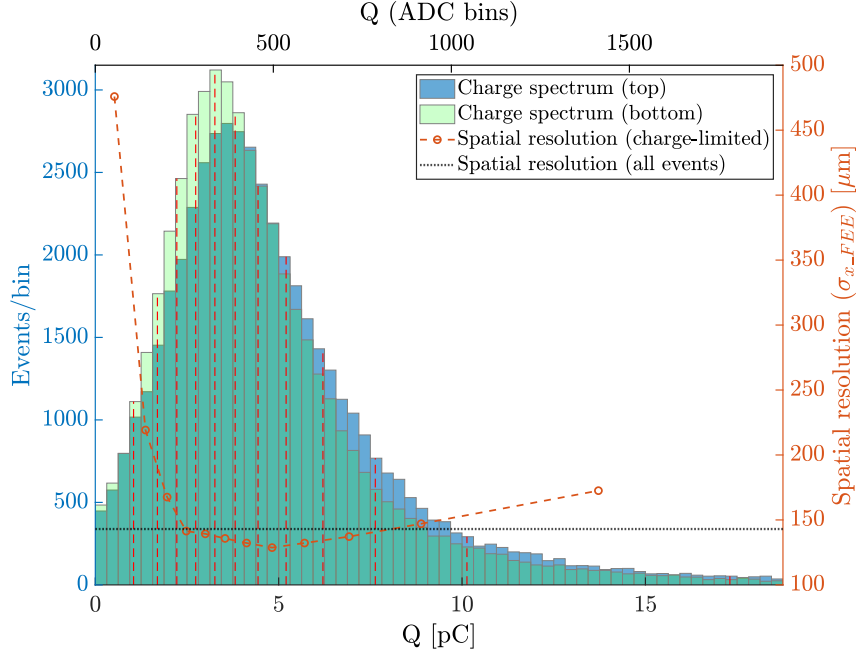 Q (ADC bins)
0 500 1000 1500
3000
2500
2000
1500
1000
500
0
Events/bin
Charge spectrum (top)
Charge spectrum (bottom)
Spatial resolution (charge-limited)
Spatial resolution (all events)
500
450
400
350
300
250
200
150
100
Spatial resolution (σx_FEE) [μm]
0 5 10 15
Q [pC]